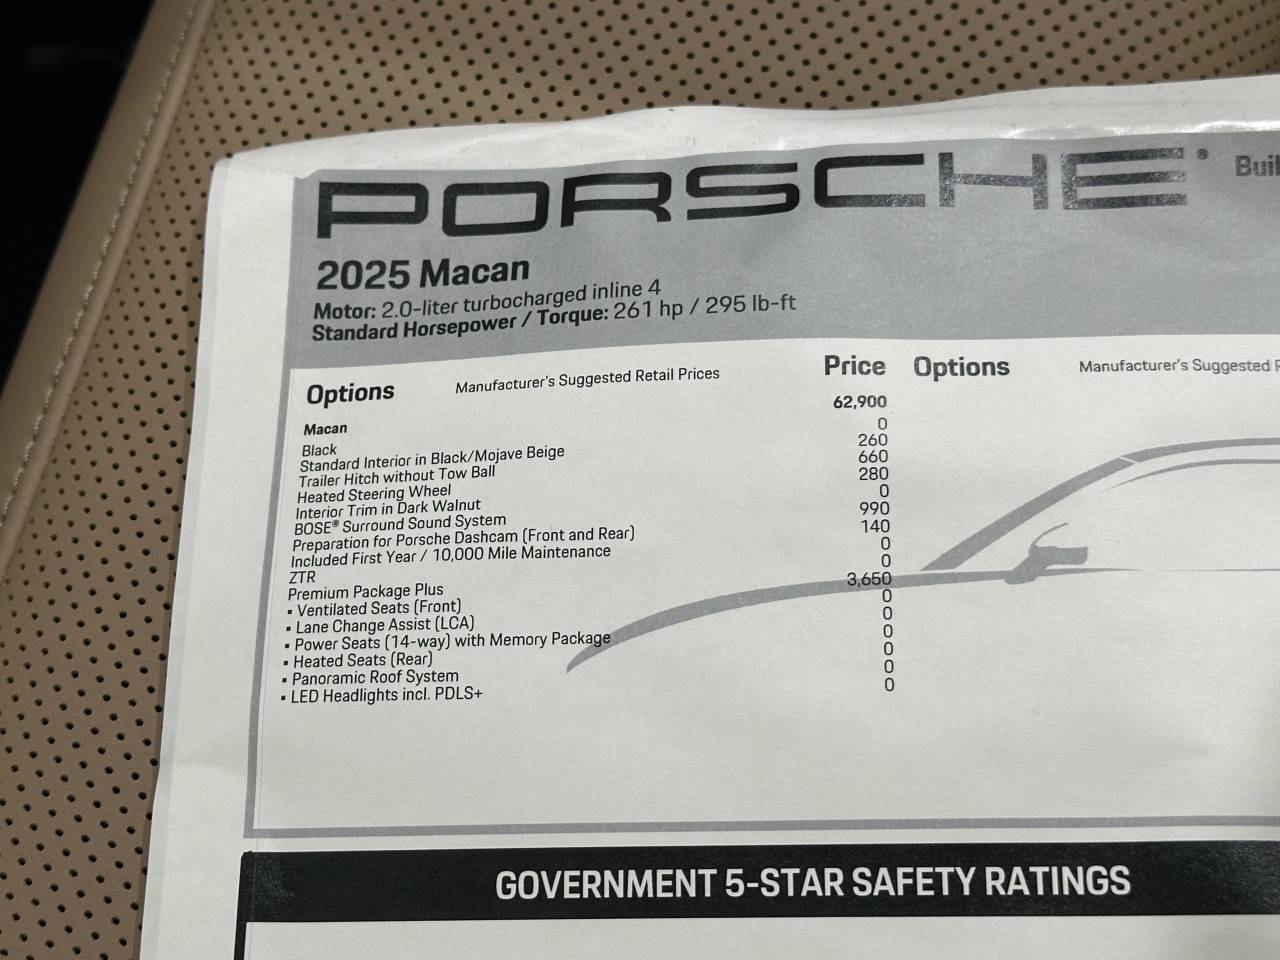 PORSCHE® Buil
2025 Macan
Motor: 2.0-liter turbocharged inline 4
Standard Horsepower / Torque: 261 hp / 295 lb-ft
Options Manufacturer's Suggested Retail Prices Price Options Manufacturer's Suggested R
Macan 62,900
Black 0
Standard Interior in Black/Mojave Beige 260
Trailer Hitch without Tow Ball 660
Heated Steering Wheel 280
Interior Trim in Dark Walnut 0
BOSE® Surround Sound System 990
Preparation for Porsche Dashcam (Front and Rear) 140
Included First Year / 10,000 Mile Maintenance 0
ZTR 0
Premium Package Plus 3,650
▪ Ventilated Seats (Front) 0
▪ Lane Change Assist (LCA) 0
▪ Power Seats (14-way) with Memory Package 0
▪ Heated Seats (Rear) 0
▪ Panoramic Roof System 0
▪ LED Headlights incl. PDLS+ 0
GOVERNMENT 5-STAR SAFETY RATINGS